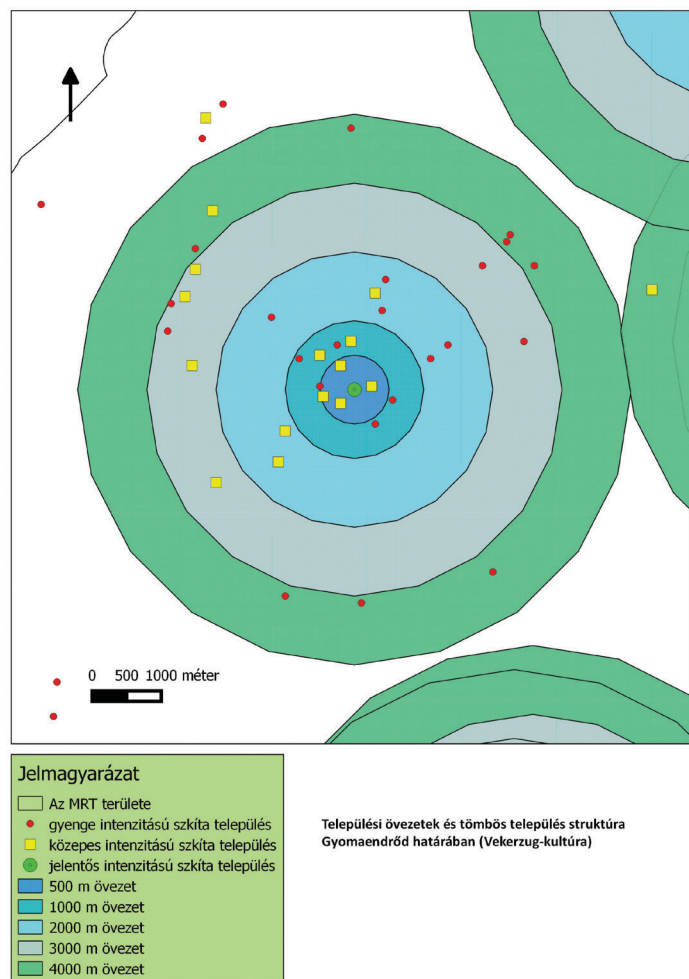 0 500 1000 méter
Jelmagyarázat
Az MRT területe
gyenge intenzitású szkíta település
közepes intenzitású szkíta település
jelentős intenzitású szkíta település
500 m övezet
1000 m övezet
2000 m övezet
3000 m övezet
4000 m övezet
Települési övezetek és tömbös település struktúra
Gyomaendrőd határában (Vekerzug-kultúra)